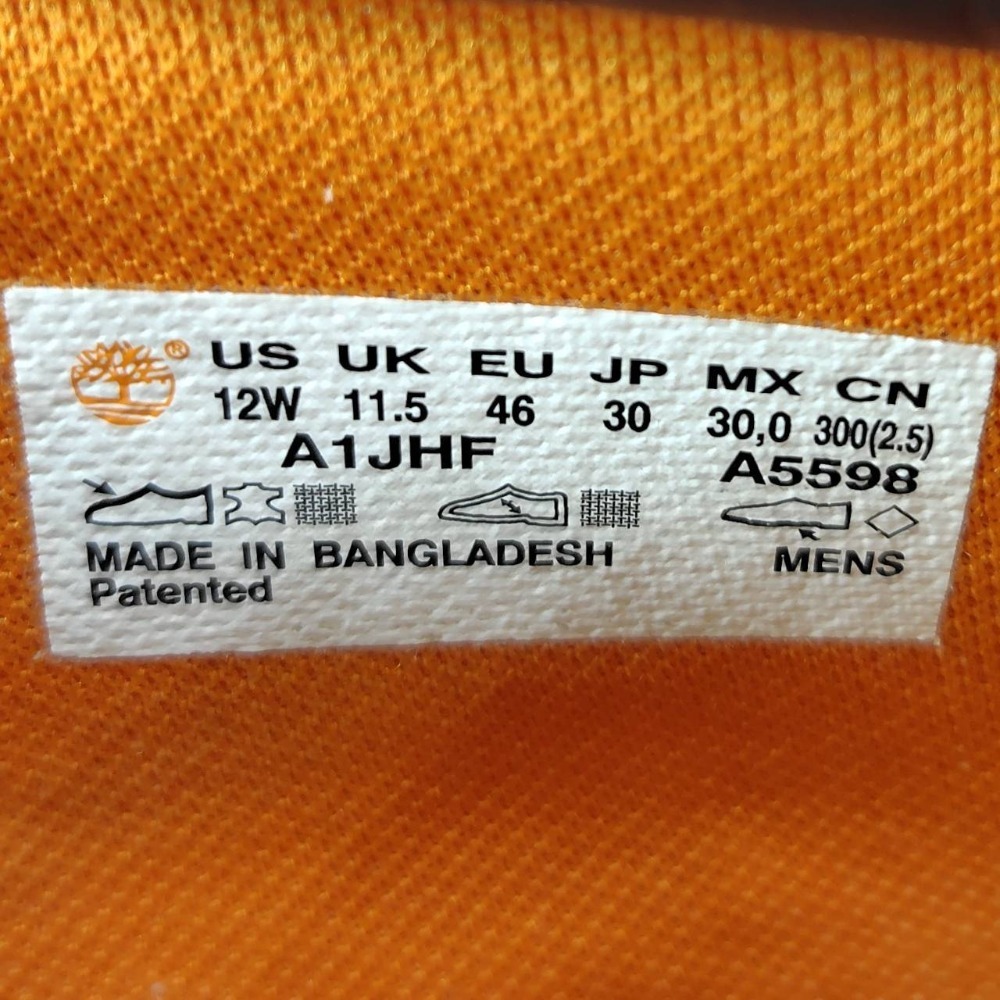 ® US UK EU JP MX CN
12W 11.5 46 30 30,0 300(2.5)
A1JHF A5598
MADE IN BANGLADESH MENS
Patented